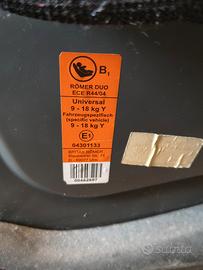 B1
RÖMER DUO
ECE R44/04
Universal
9 - 18 kg Y
Fahrzeugspezifisch
(specific vehicle)
9 - 18 kg Y
E1
04301133
BRITAX RÖMER
Subito.it